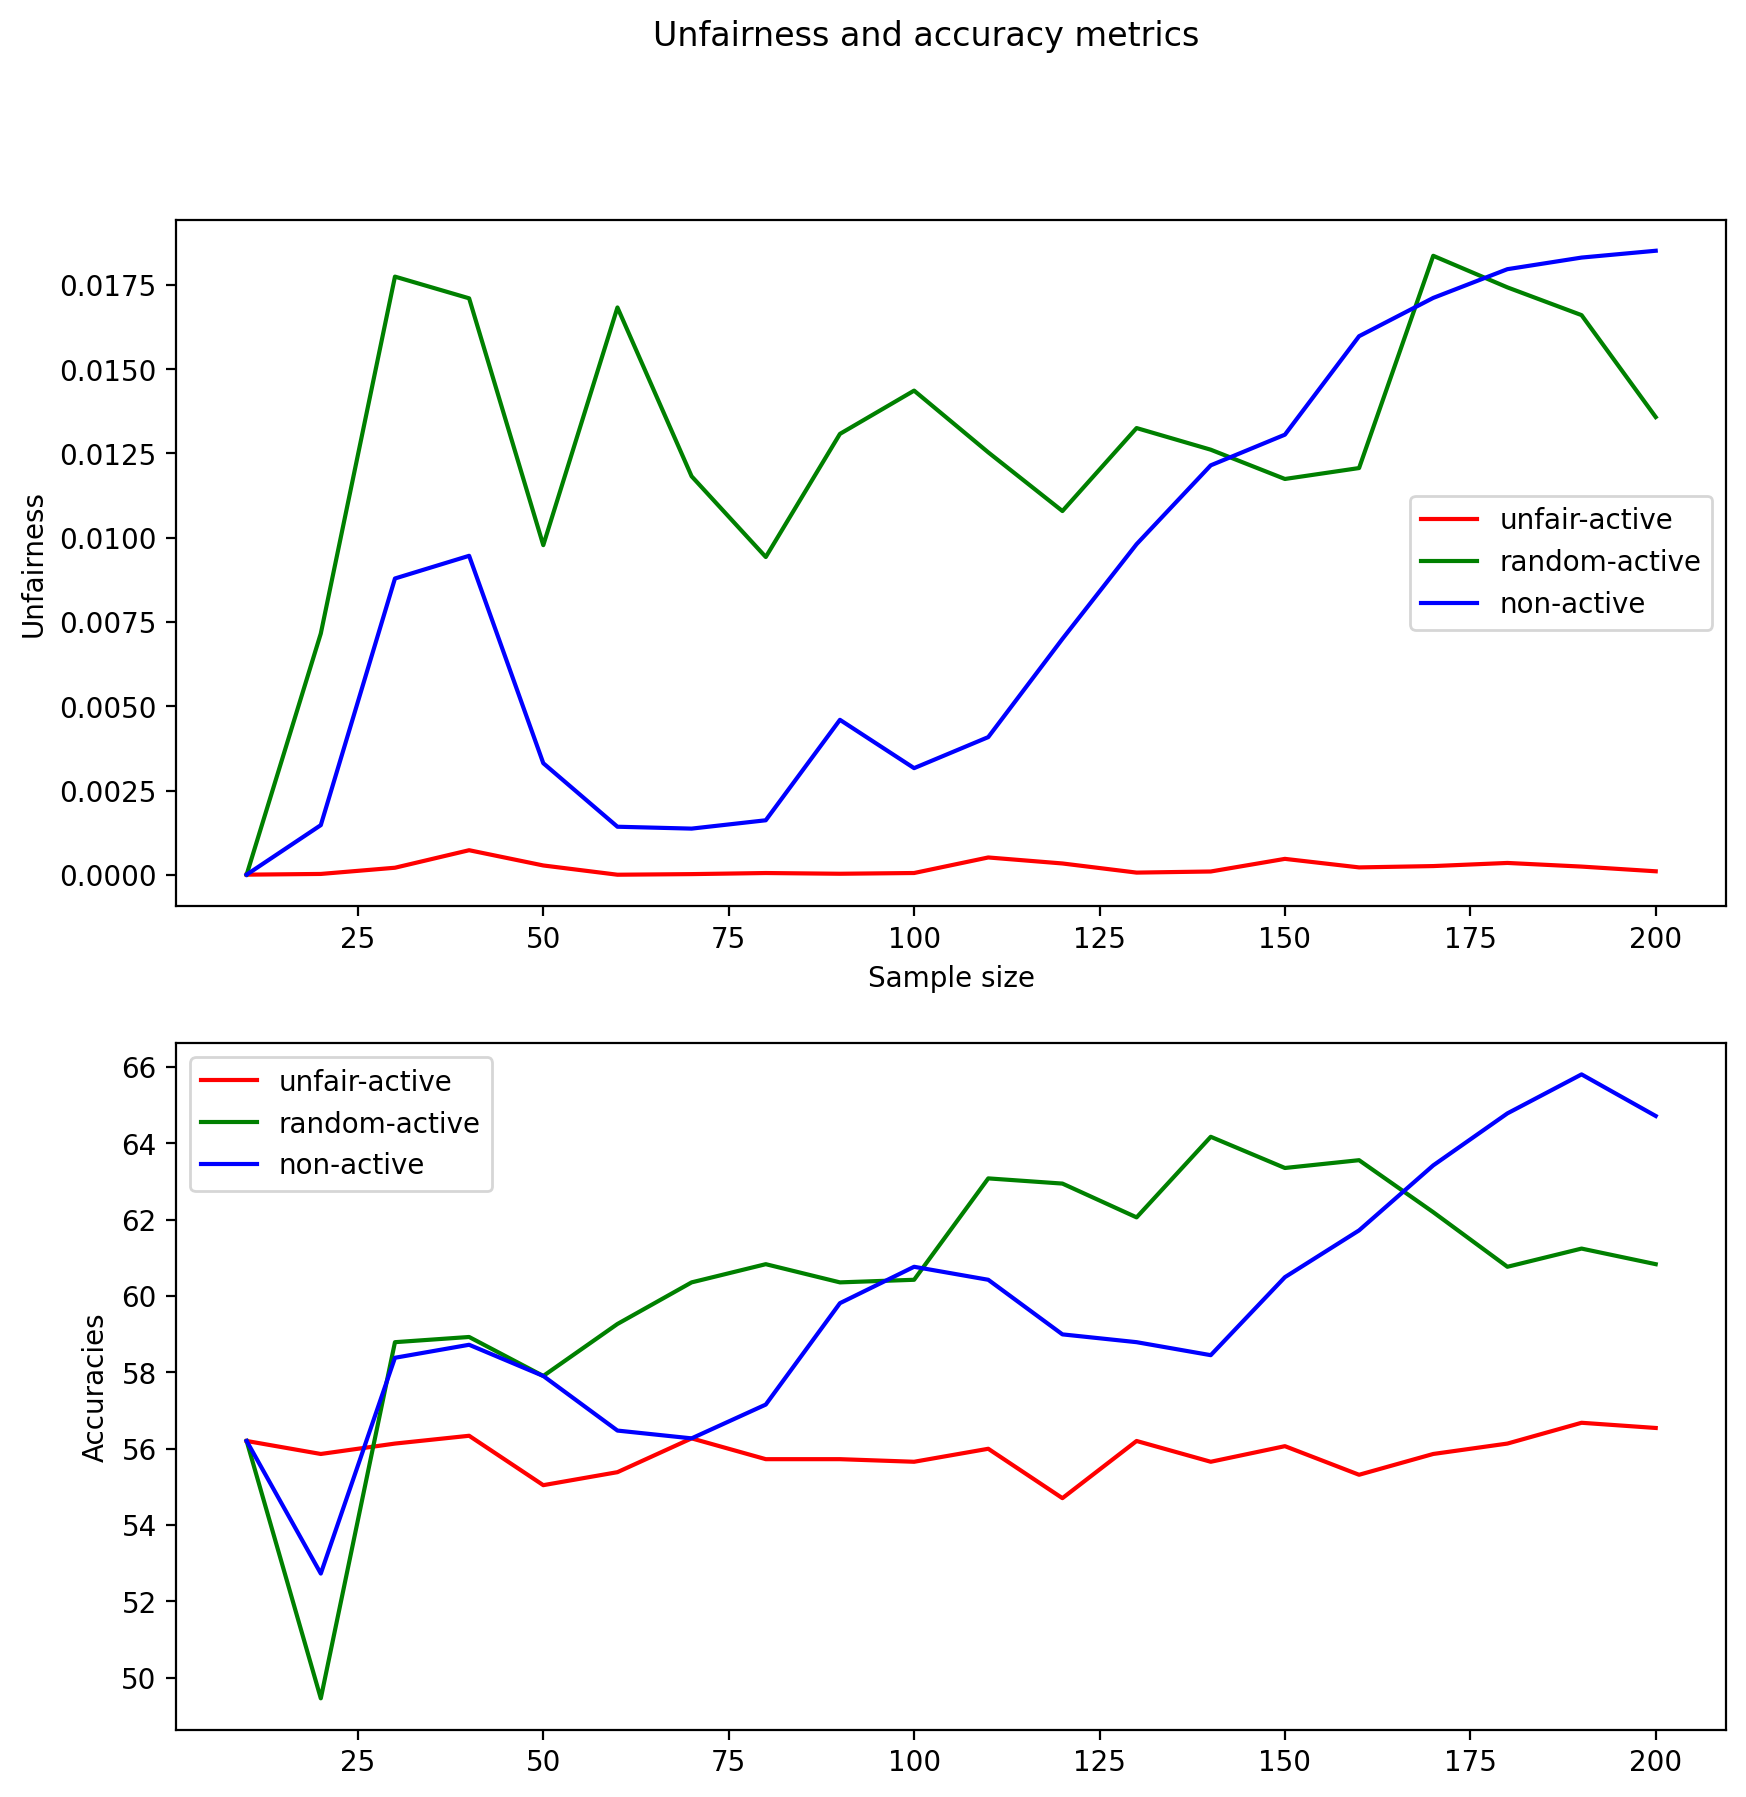 Unfairness and accuracy metrics
0.0175
0.0150
0.0125
0.0100
0.0075
0.0050
0.0025
0.0000
Unfairness
unfair-active
random-active
non-active
25 50 75 100 125 150 175 200
Sample size
66
64
62
60
58
56
54
52
50
Accuracies
unfair-active
random-active
non-active
25 50 75 100 125 150 175 200